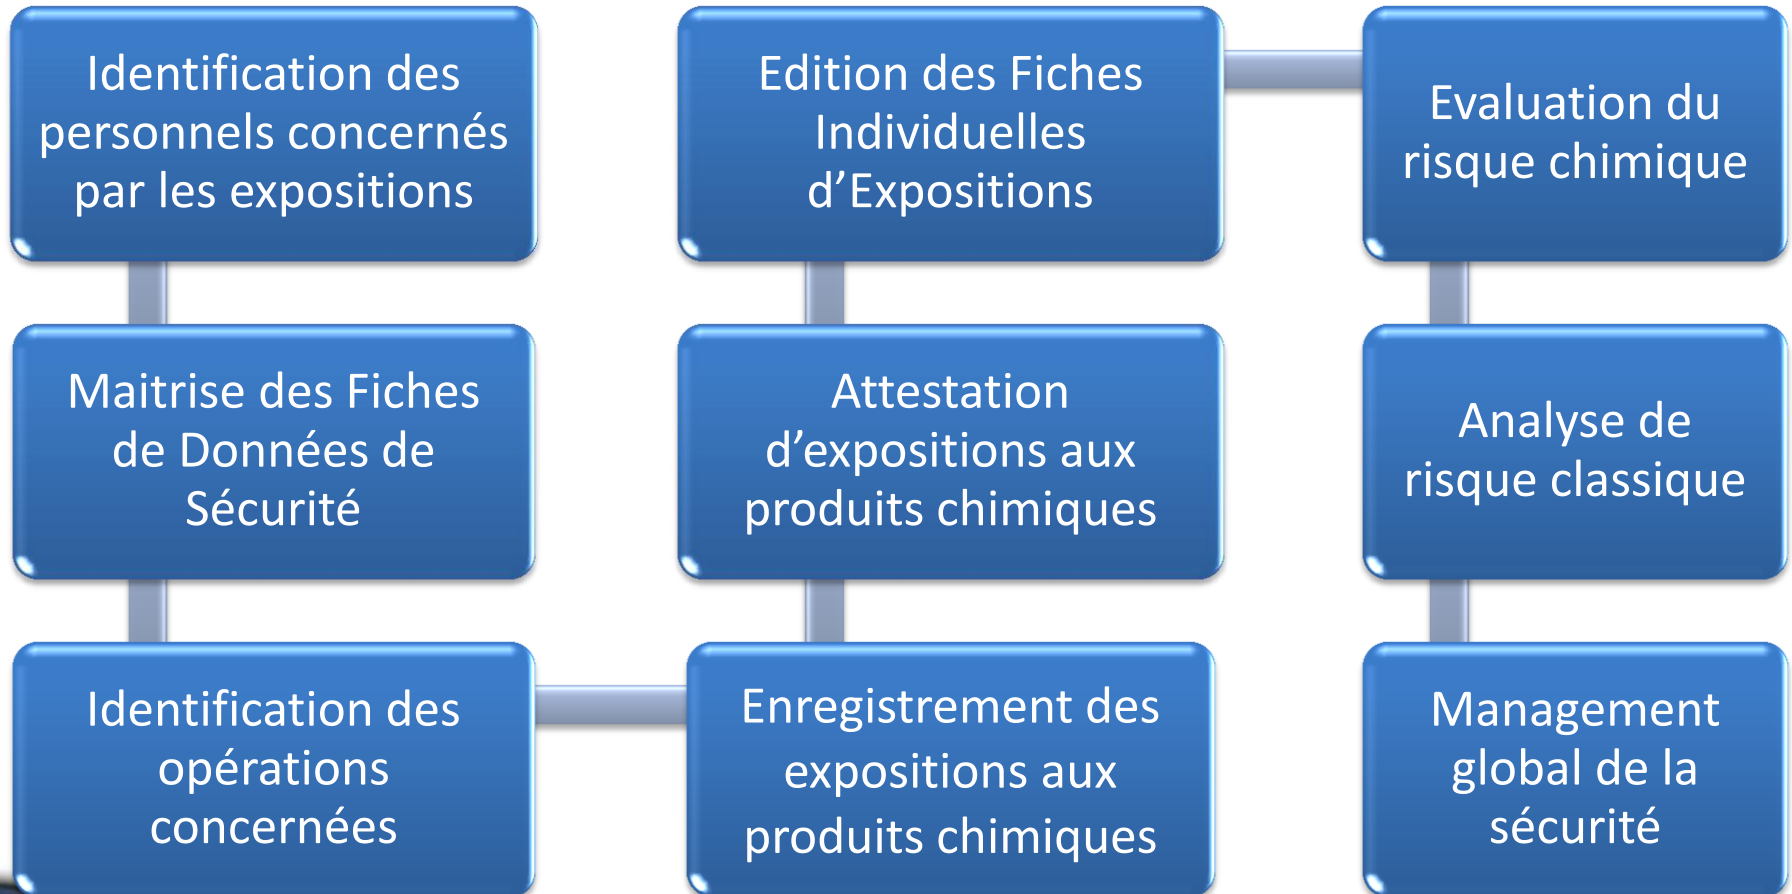 Identification des
personnels concernés
par les expositions
Maitrise des Fiches
de Données de
Sécurité
Identification des
opérations
concernées
Enregistrement des
expositions aux
produits chimiques
Attestation
d’expositions aux
produits chimiques
Edition des Fiches
Individuelles
d’Expositions
Evaluation du
risque chimique
Analyse de
risque classique
Management
global de la
sécurité